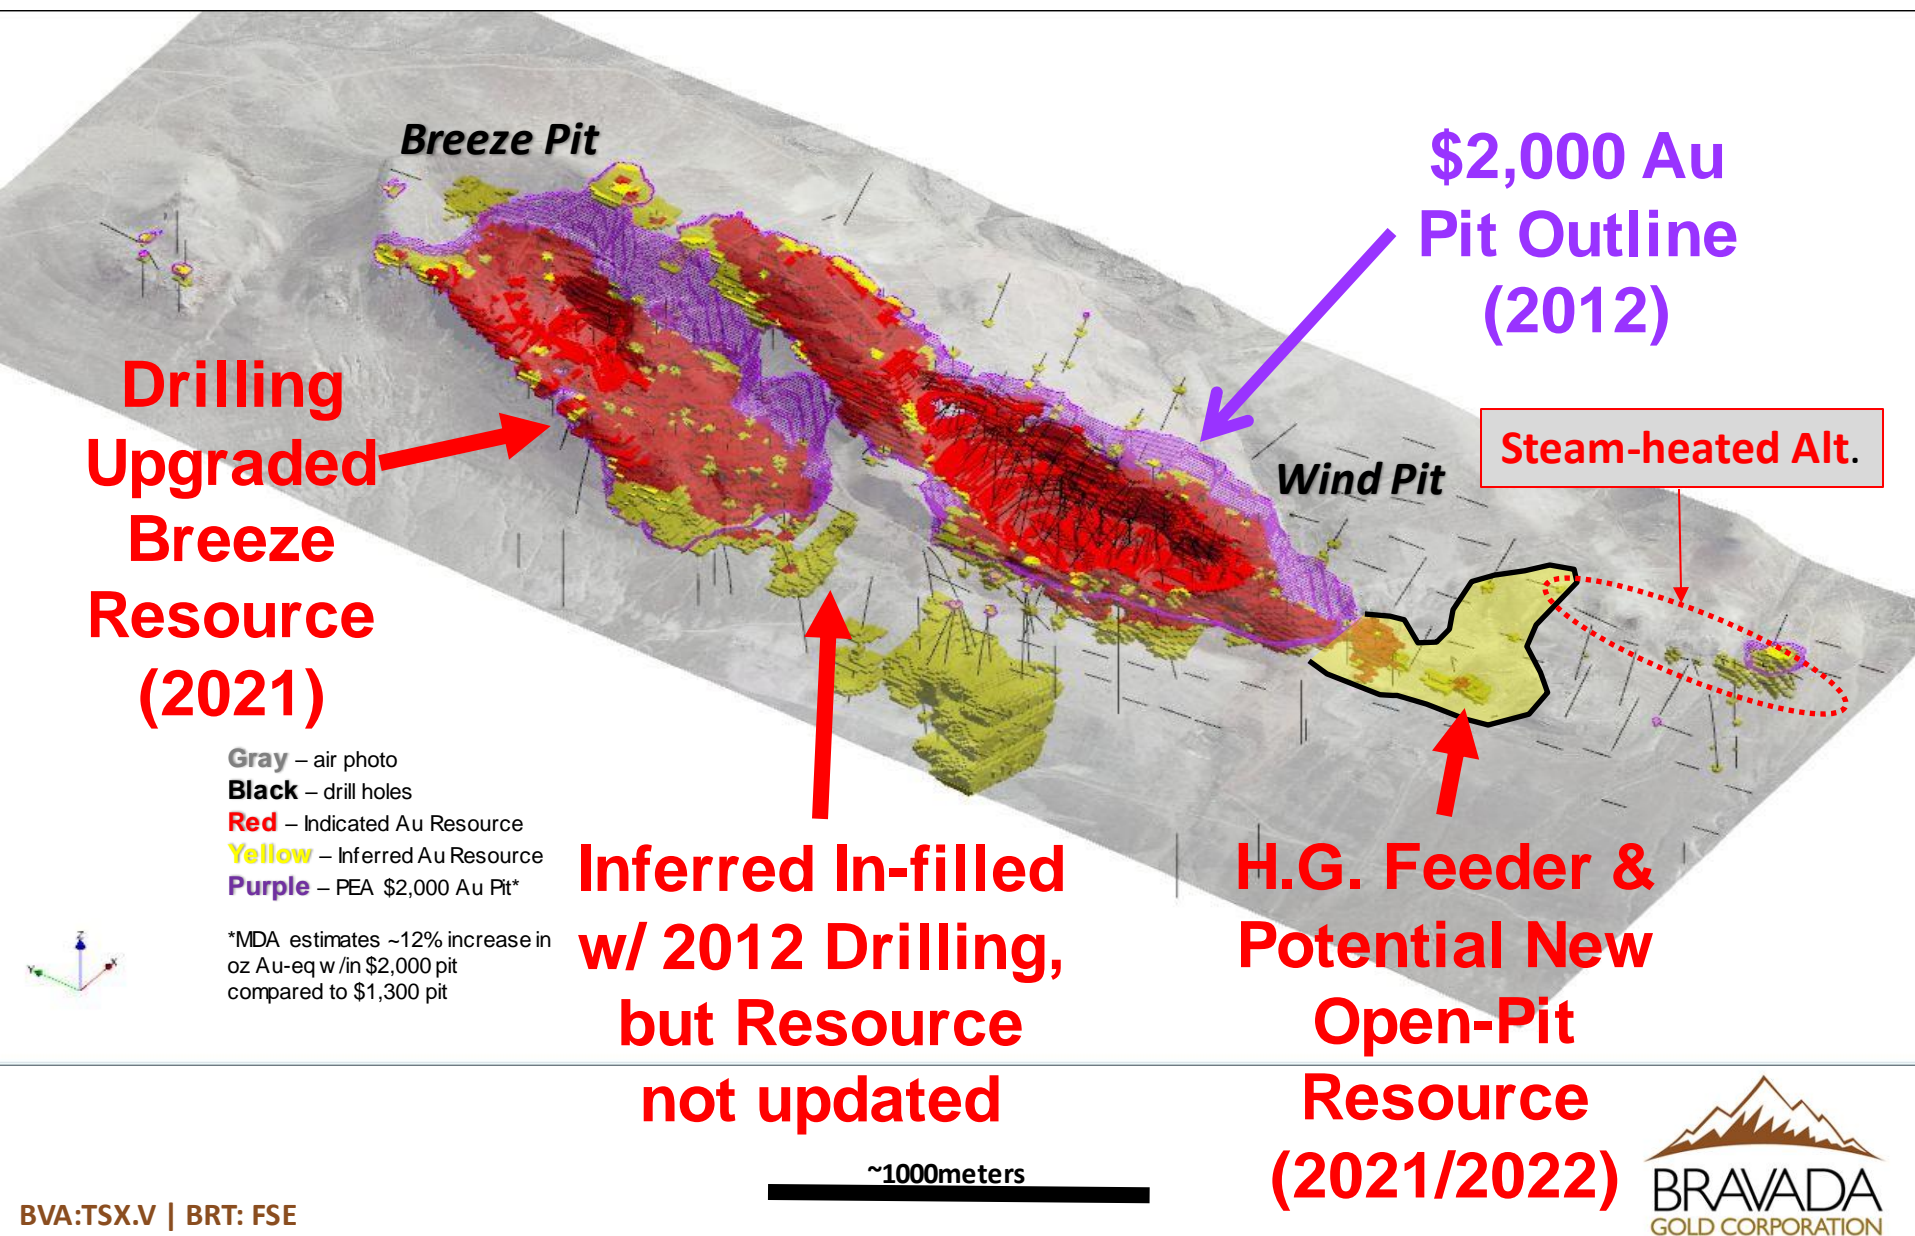 Breeze Pit
$2,000 Au
Pit Outline
(2012)
Drilling
Upgraded
Breeze
Resource
(2021)
Wind Pit
Steam-heated Alt.
Gray – air photo
Black – drill holes
Red – Indicated Au Resource
Yellow – Inferred Au Resource
Purple – PEA $2,000 Au Pit*
*MDA estimates ~12% increase in
oz Au-eq w/in $2,000 pit
compared to $1,300 pit
Z
Y
X
Inferred In-filled
w/ 2012 Drilling,
but Resource
not updated
H.G. Feeder &
Potential New
Open-Pit
Resource
(2021/2022)
~1000meters
BVA:TSX.V | BRT: FSE
BRAVADA
GOLD CORPORATION